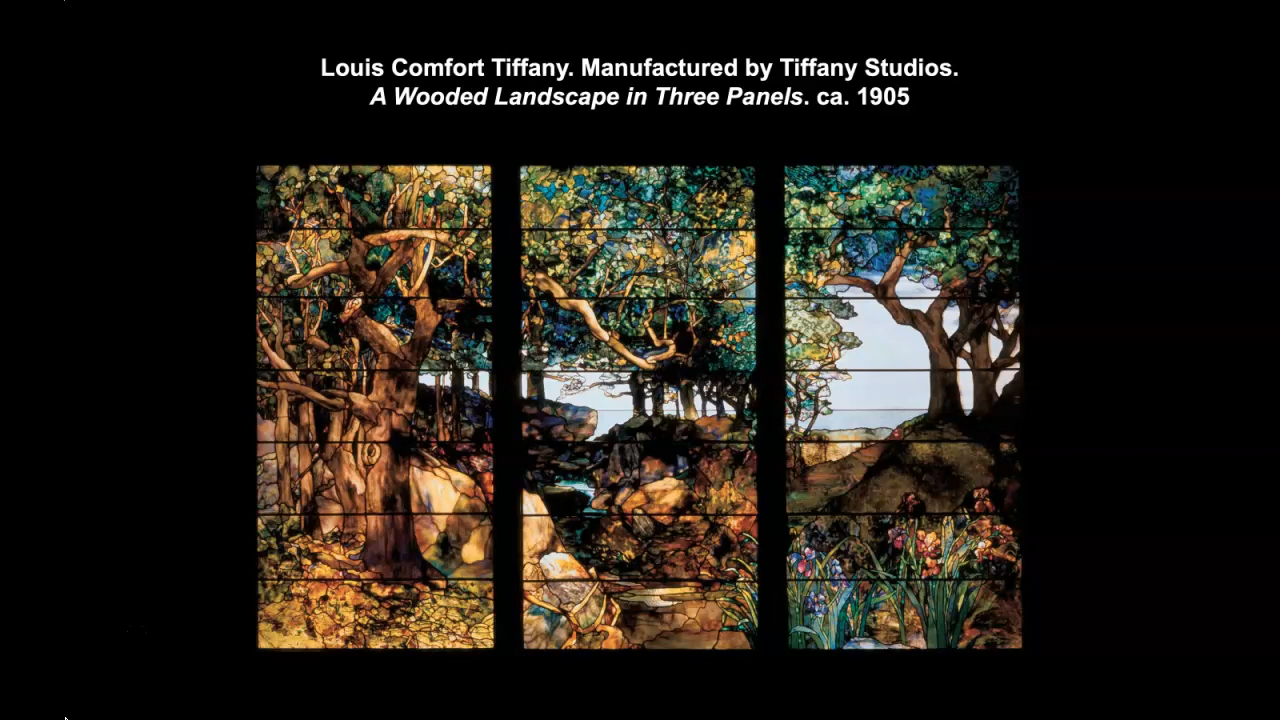 Louis Comfort Tiffany. Manufactured by Tiffany Studios.
A Wooded Landscape in Three Panels. ca. 1905